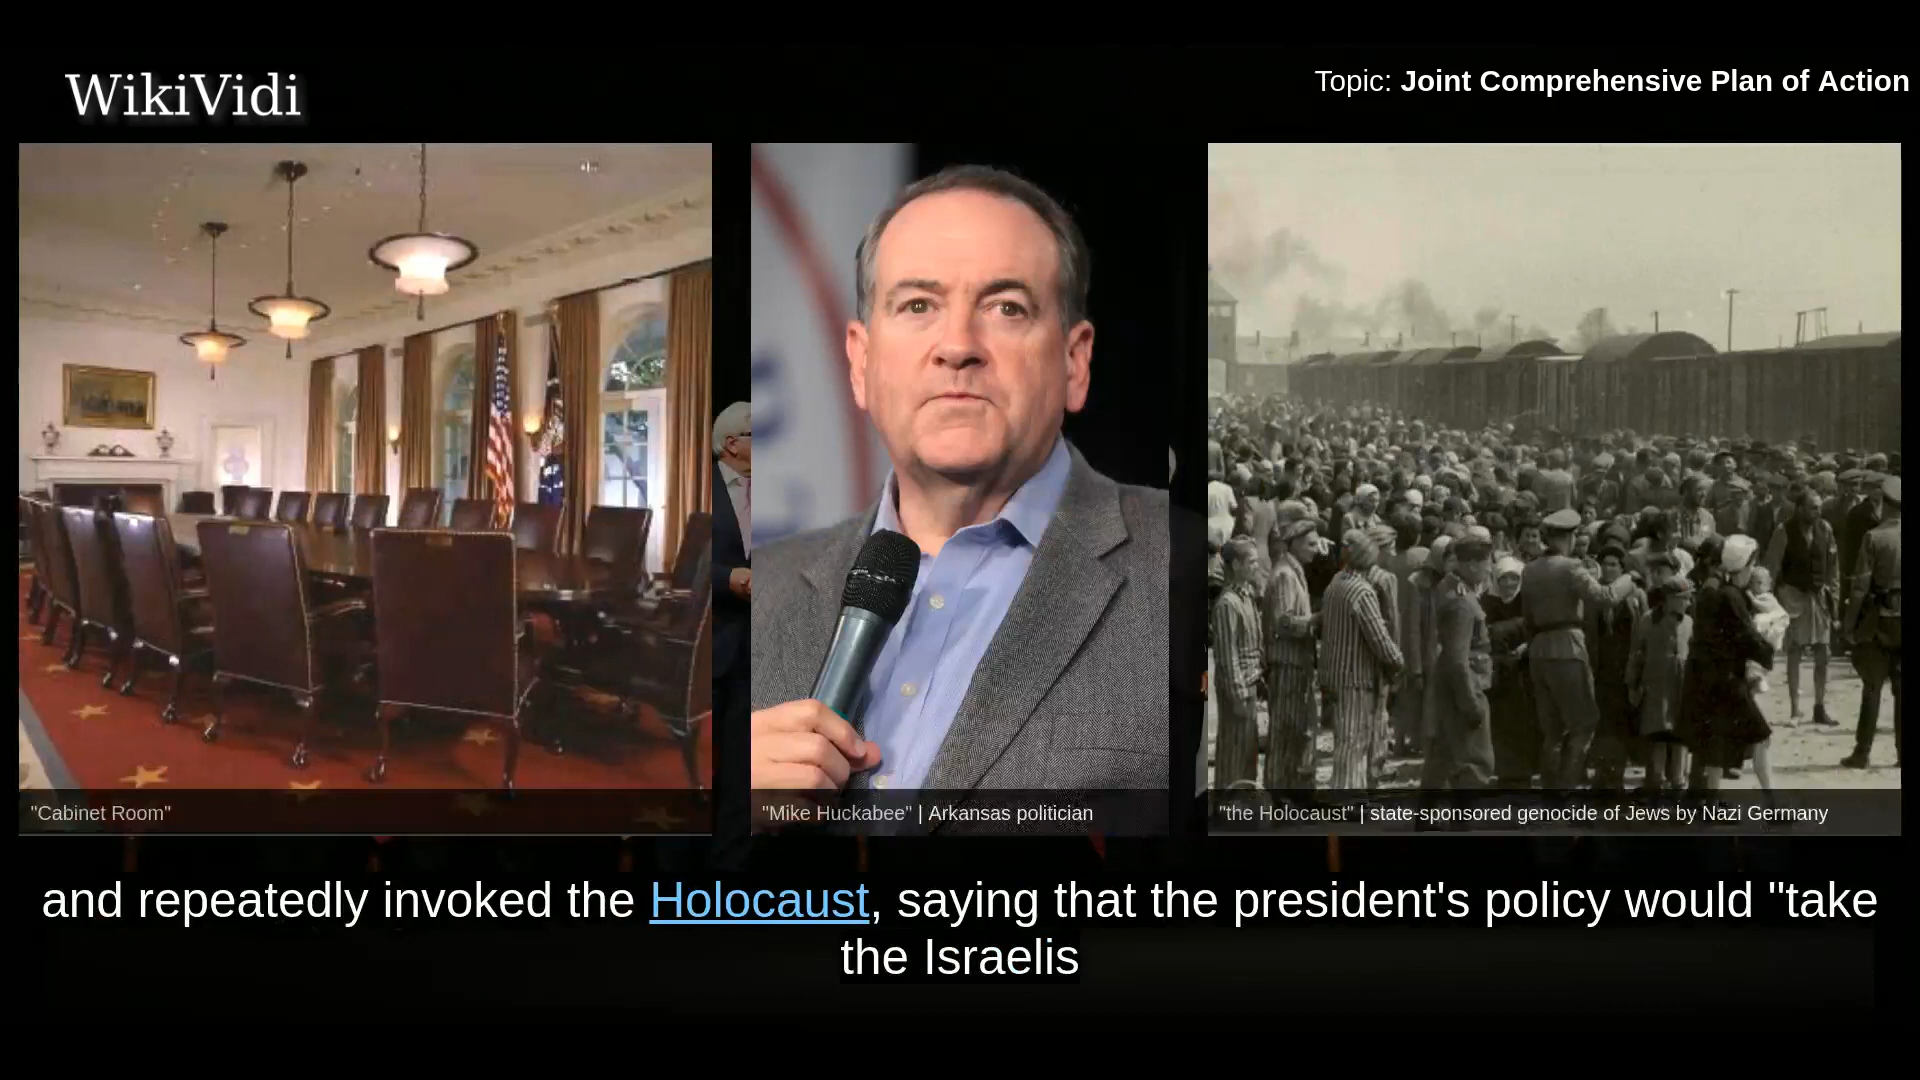 WikiVidi
Topic: Joint Comprehensive Plan of Action
"Cabinet Room"
"Mike Huckabee" | Arkansas politician
"the Holocaust" | state-sponsored genocide of Jews by Nazi Germany
and repeatedly invoked the Holocaust, saying that the president's policy would "take
the Israelis